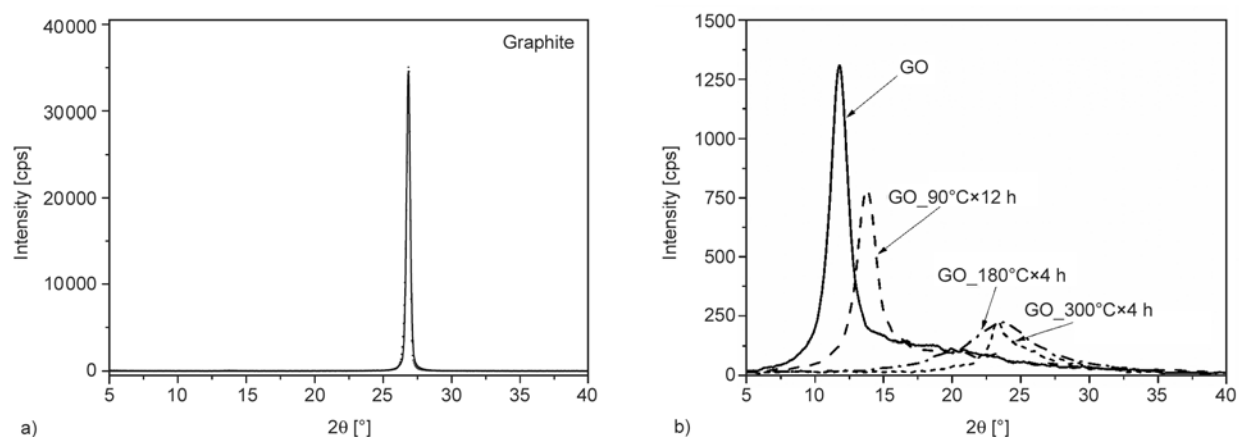 40000
30000
20000
10000
0
Intensity [cps]
Graphite
5 10 15 20 25 30 35 40
2θ [°]
a)
1500
1250
1000
750
500
250
0
Intensity [cps]
GO
GO_90°C×12 h
GO_180°C×4 h
GO_300°C×4 h
5 10 15 20 25 30 35 40
2θ [°]
b)